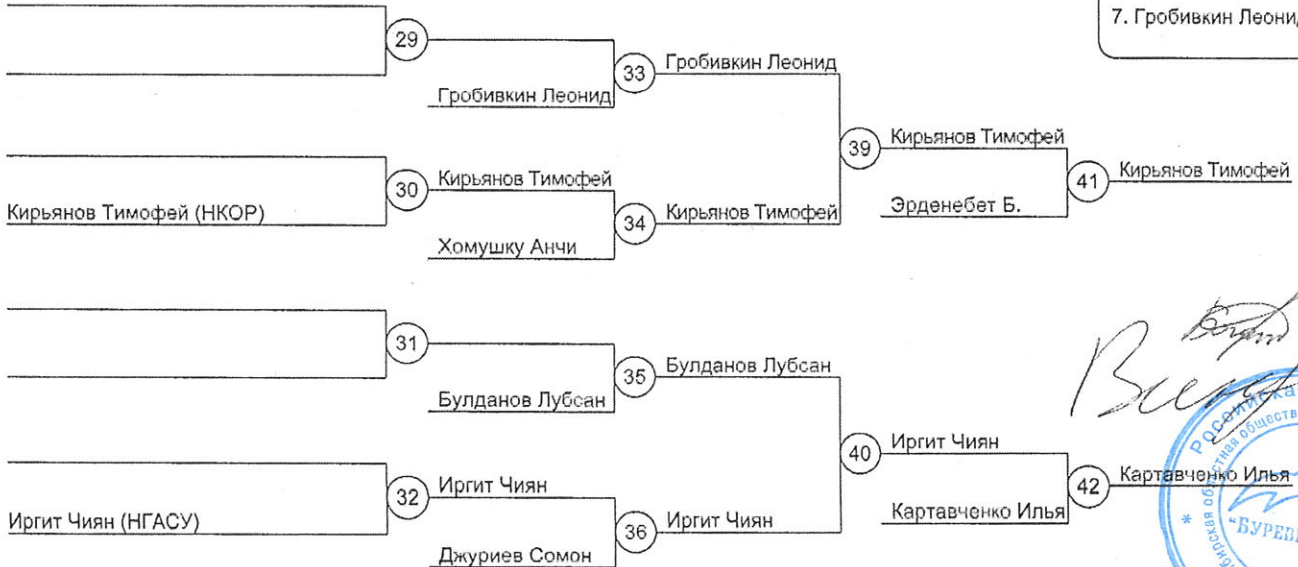 7. Гробивкин Леонид
29
33
Гробивкин Леонид
Гробивкин Леонид
39
Кирьянов Тимофей
30
Кирьянов Тимофей
41
Кирьянов Тимофей
Кирьянов Тимофей (НКОР)
34
Кирьянов Тимофей
Эрденебет Б.
Хомушку Анчи
31
35
Булданов Лубсан
Булданов Лубсан
40
Иргит Чиян
32
Иргит Чиян
42
Картавченко Илья
Иргит Чиян (НГАСУ)
36
Иргит Чиян
Картавченко Илья
Джуриев Сомон